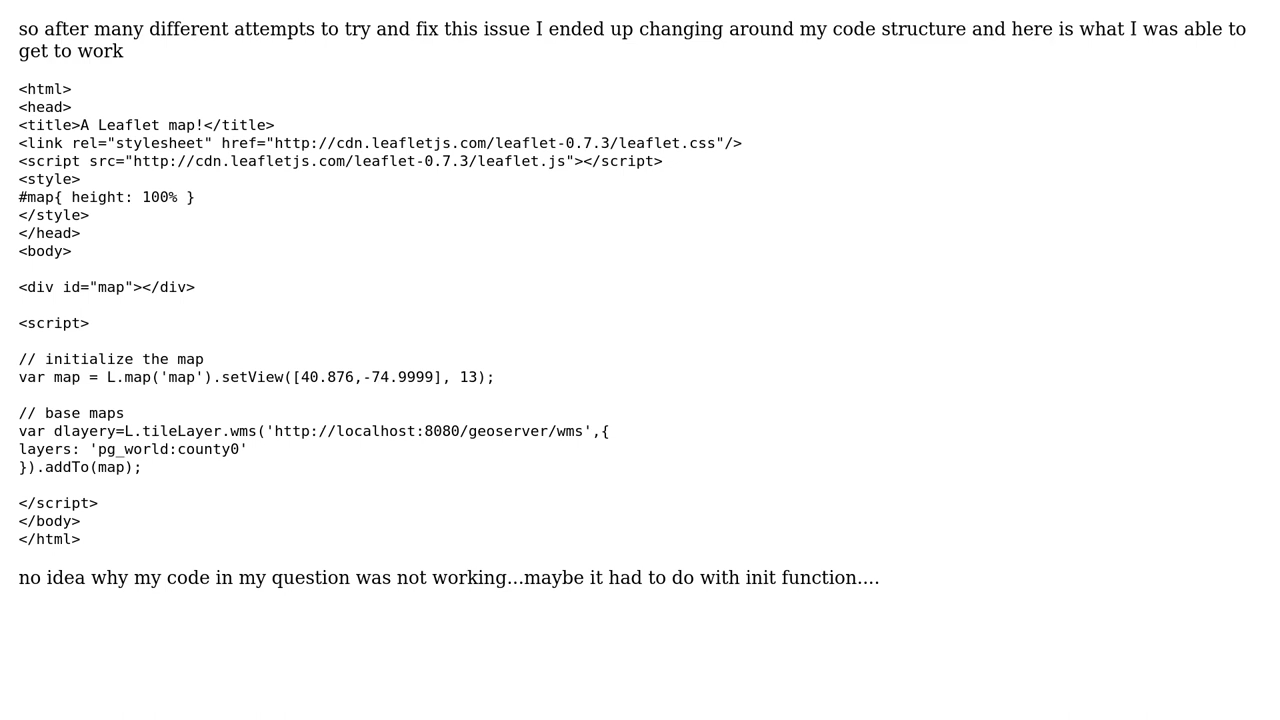 so after many different attempts to try and fix this issue I ended up changing around my code structure and here is what I was able to
get to work
<html>
<head>
<title>A Leaflet map!</title>
<link rel="stylesheet" href="http://cdn.leafletjs.com/leaflet-0.7.3/leaflet.css"/>
<script src="http://cdn.leafletjs.com/leaflet-0.7.3/leaflet.js"></script>
<style>
#map{ height: 100% }
</style>
</head>
<body>
<div id="map"></div>
<script>
// initialize the map
var map = L.map('map').setView([40.876,-74.9999], 13);
// base maps
var dlayery=L.tileLayer.wms('http://localhost:8080/geoserver/wms',{
layers: 'pg_world:county0'
}).addTo(map);
</script>
</body>
</html>
no idea why my code in my question was not working...maybe it had to do with init function....